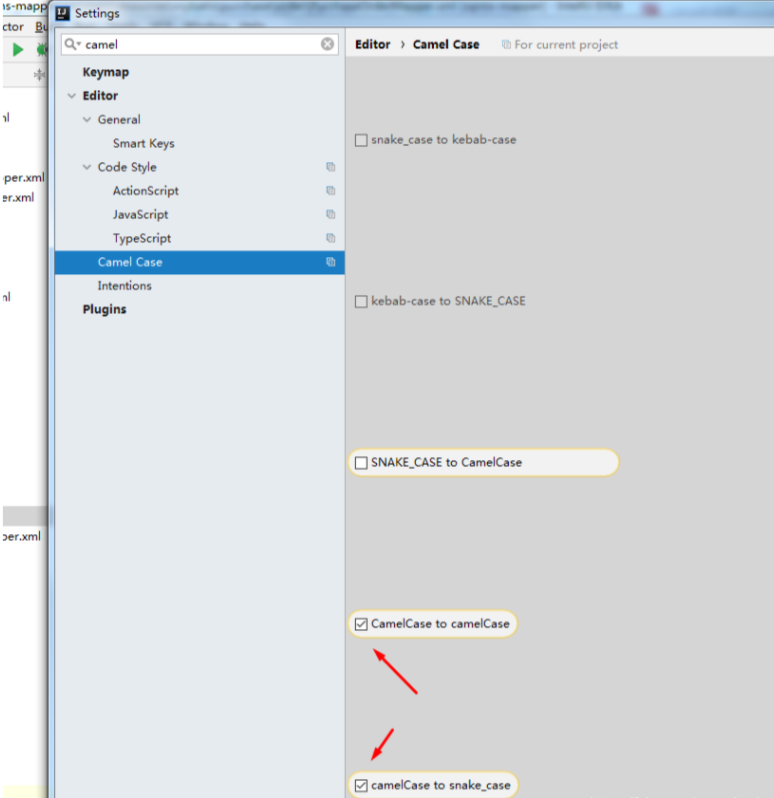 ns-mapp
Settings
ctor Bu
camel
Editor › Camel Case For current project
Keymap
Editor
General
Smart Keys
Code Style
ActionScript
JavaScript
TypeScript
Camel Case
Intentions
Plugins
per.xml
er.xml
per.xml
snake_case to kebab-case
kebab-case to SNAKE_CASE
SNAKE_CASE to CamelCase
CamelCase to camelCase
camelCase to snake_case